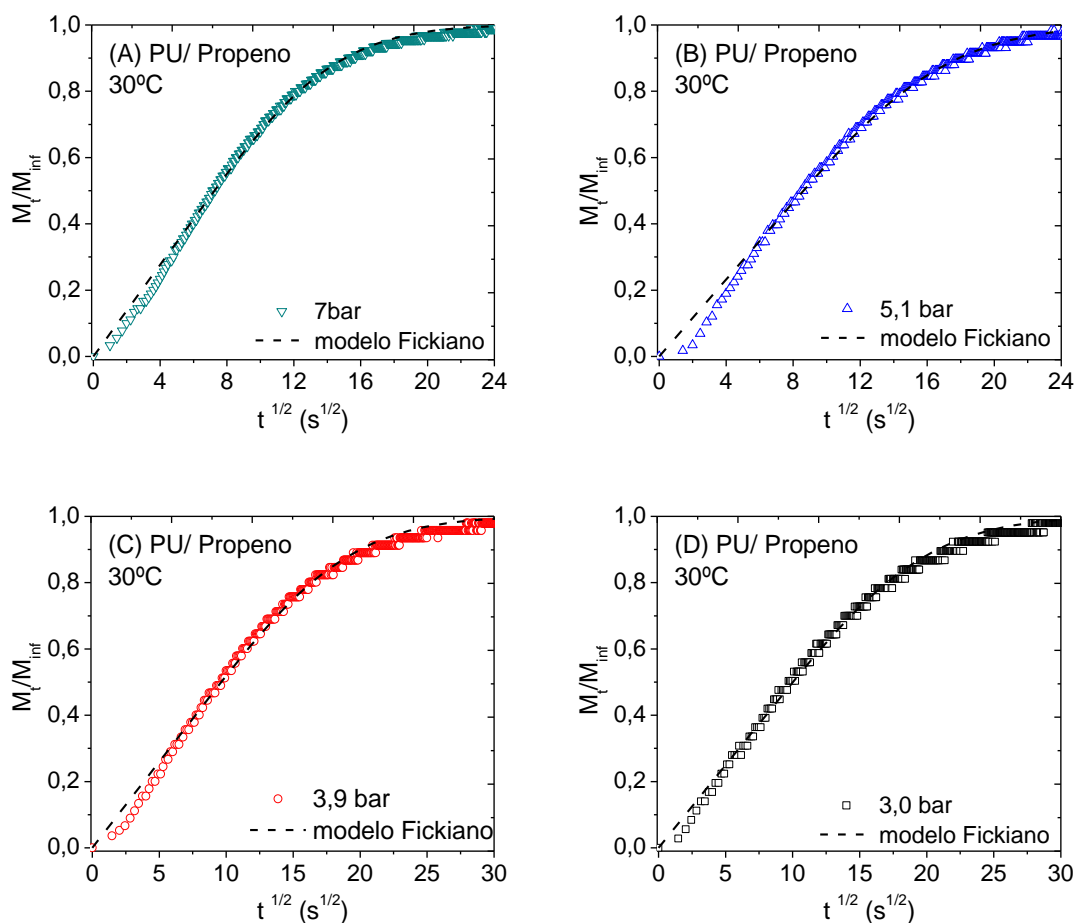 (A) PU/ Propeno
30ºC
1,0
0,8
0,6
0,4
0,2
0,0
M_t/M_inf
7bar
modelo Fickiano
0 4 8 12 16 20 24
t ^1/2 (s^1/2)
(B) PU/ Propeno
30ºC
1,0
0,8
0,6
0,4
0,2
0,0
M_t/M_inf
5,1 bar
modelo Fickiano
0 4 8 12 16 20 24
t ^1/2 (s^1/2)
(C) PU/ Propeno
30ºC
1,0
0,8
0,6
0,4
0,2
0,0
M_t/M_inf
3,9 bar
modelo Fickiano
0 5 10 15 20 25 30
t ^1/2 (s^1/2)
(D) PU/ Propeno
30ºC
1,0
0,8
0,6
0,4
0,2
0,0
M_t/M_inf
3,0 bar
modelo Fickiano
0 5 10 15 20 25 30
t ^1/2 (s^1/2)